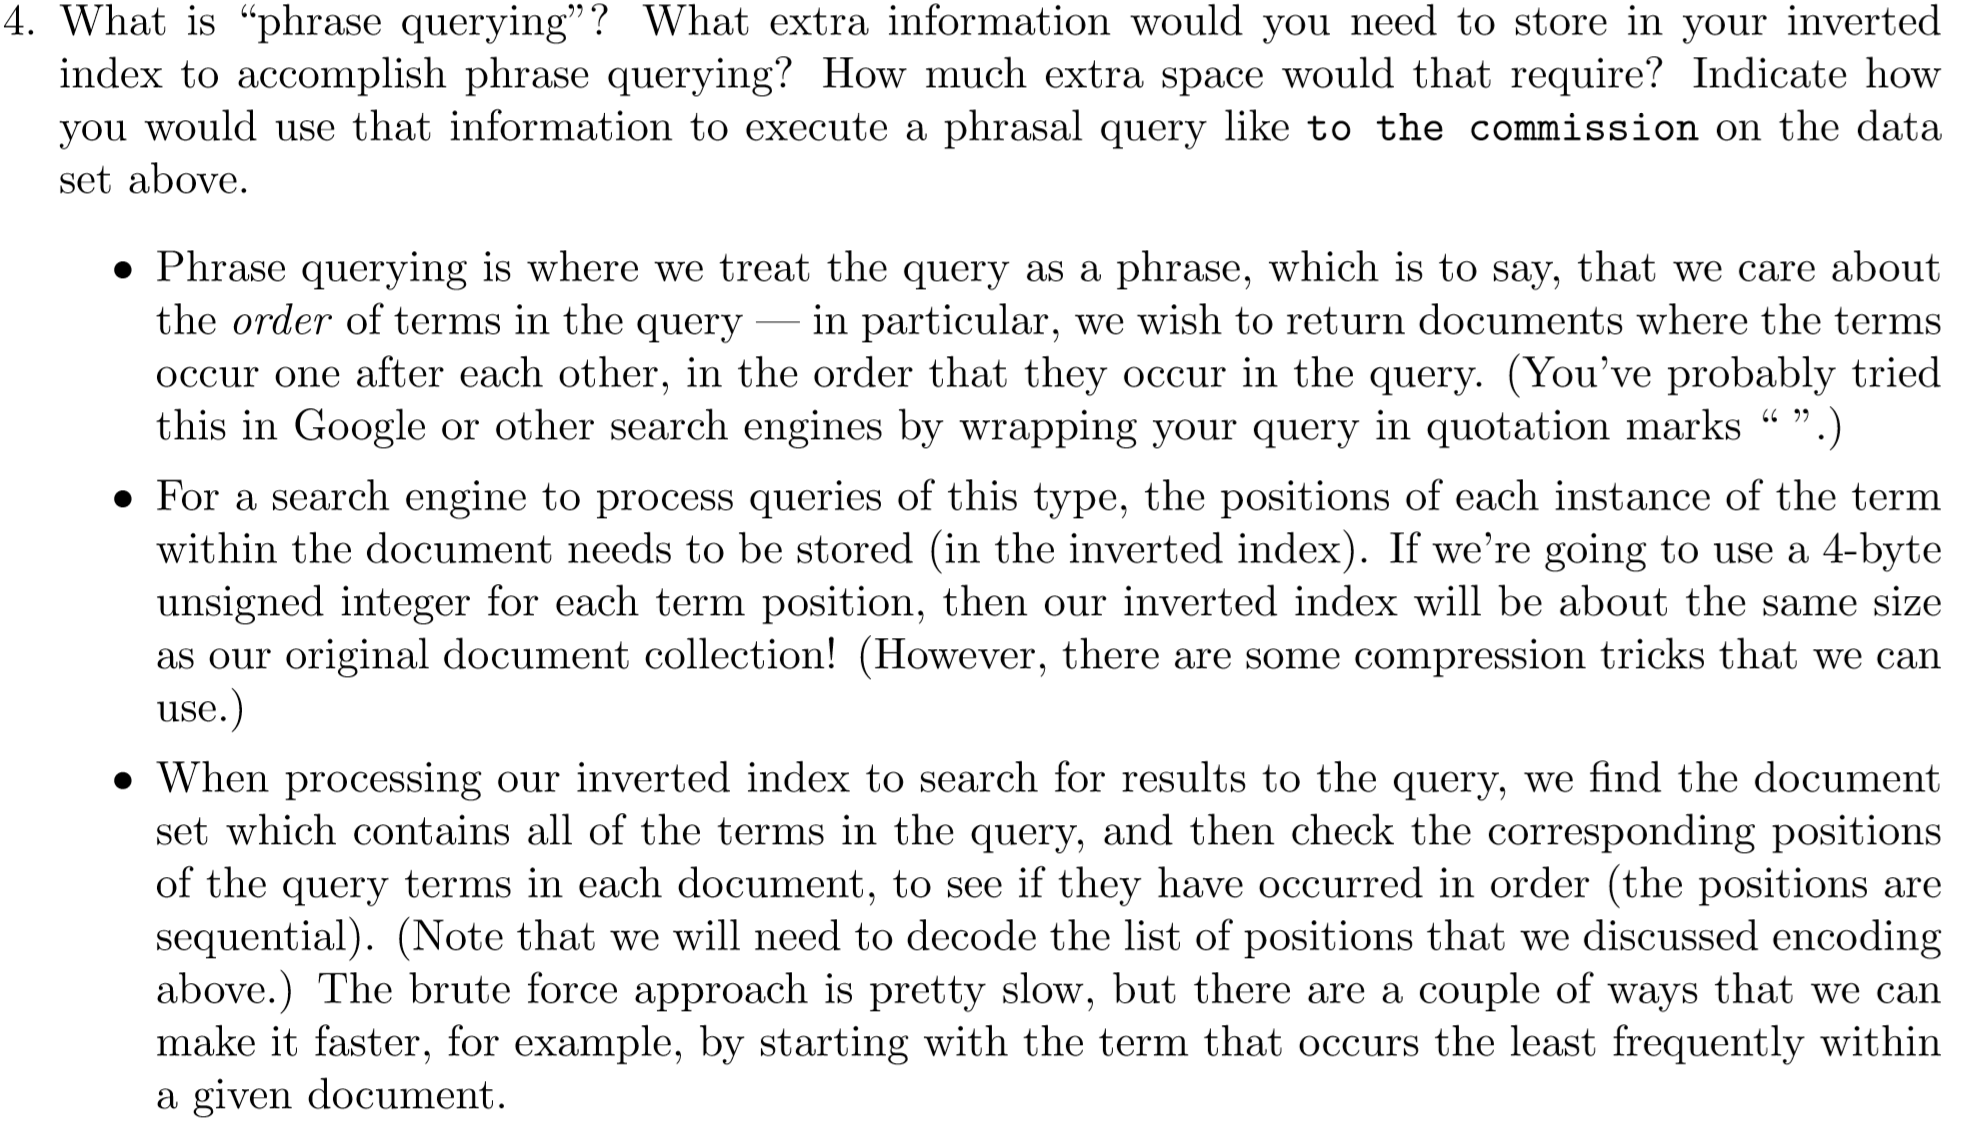 4. What is “phrase querying”? What extra information would you need to store in your inverted
index to accomplish phrase querying? How much extra space would that require? Indicate how
you would use that information to execute a phrasal query like to the commission on the data
set above.
• Phrase querying is where we treat the query as a phrase, which is to say, that we care about
the order of terms in the query — in particular, we wish to return documents where the terms
occur one after each other, in the order that they occur in the query. (You’ve probably tried
this in Google or other search engines by wrapping your query in quotation marks “ ”.)
• For a search engine to process queries of this type, the positions of each instance of the term
within the document needs to be stored (in the inverted index). If we’re going to use a 4-byte
unsigned integer for each term position, then our inverted index will be about the same size
as our original document collection! (However, there are some compression tricks that we can
use.)
• When processing our inverted index to search for results to the query, we find the document
set which contains all of the terms in the query, and then check the corresponding positions
of the query terms in each document, to see if they have occurred in order (the positions are
sequential). (Note that we will need to decode the list of positions that we discussed encoding
above.) The brute force approach is pretty slow, but there are a couple of ways that we can
make it faster, for example, by starting with the term that occurs the least frequently within
a given document.